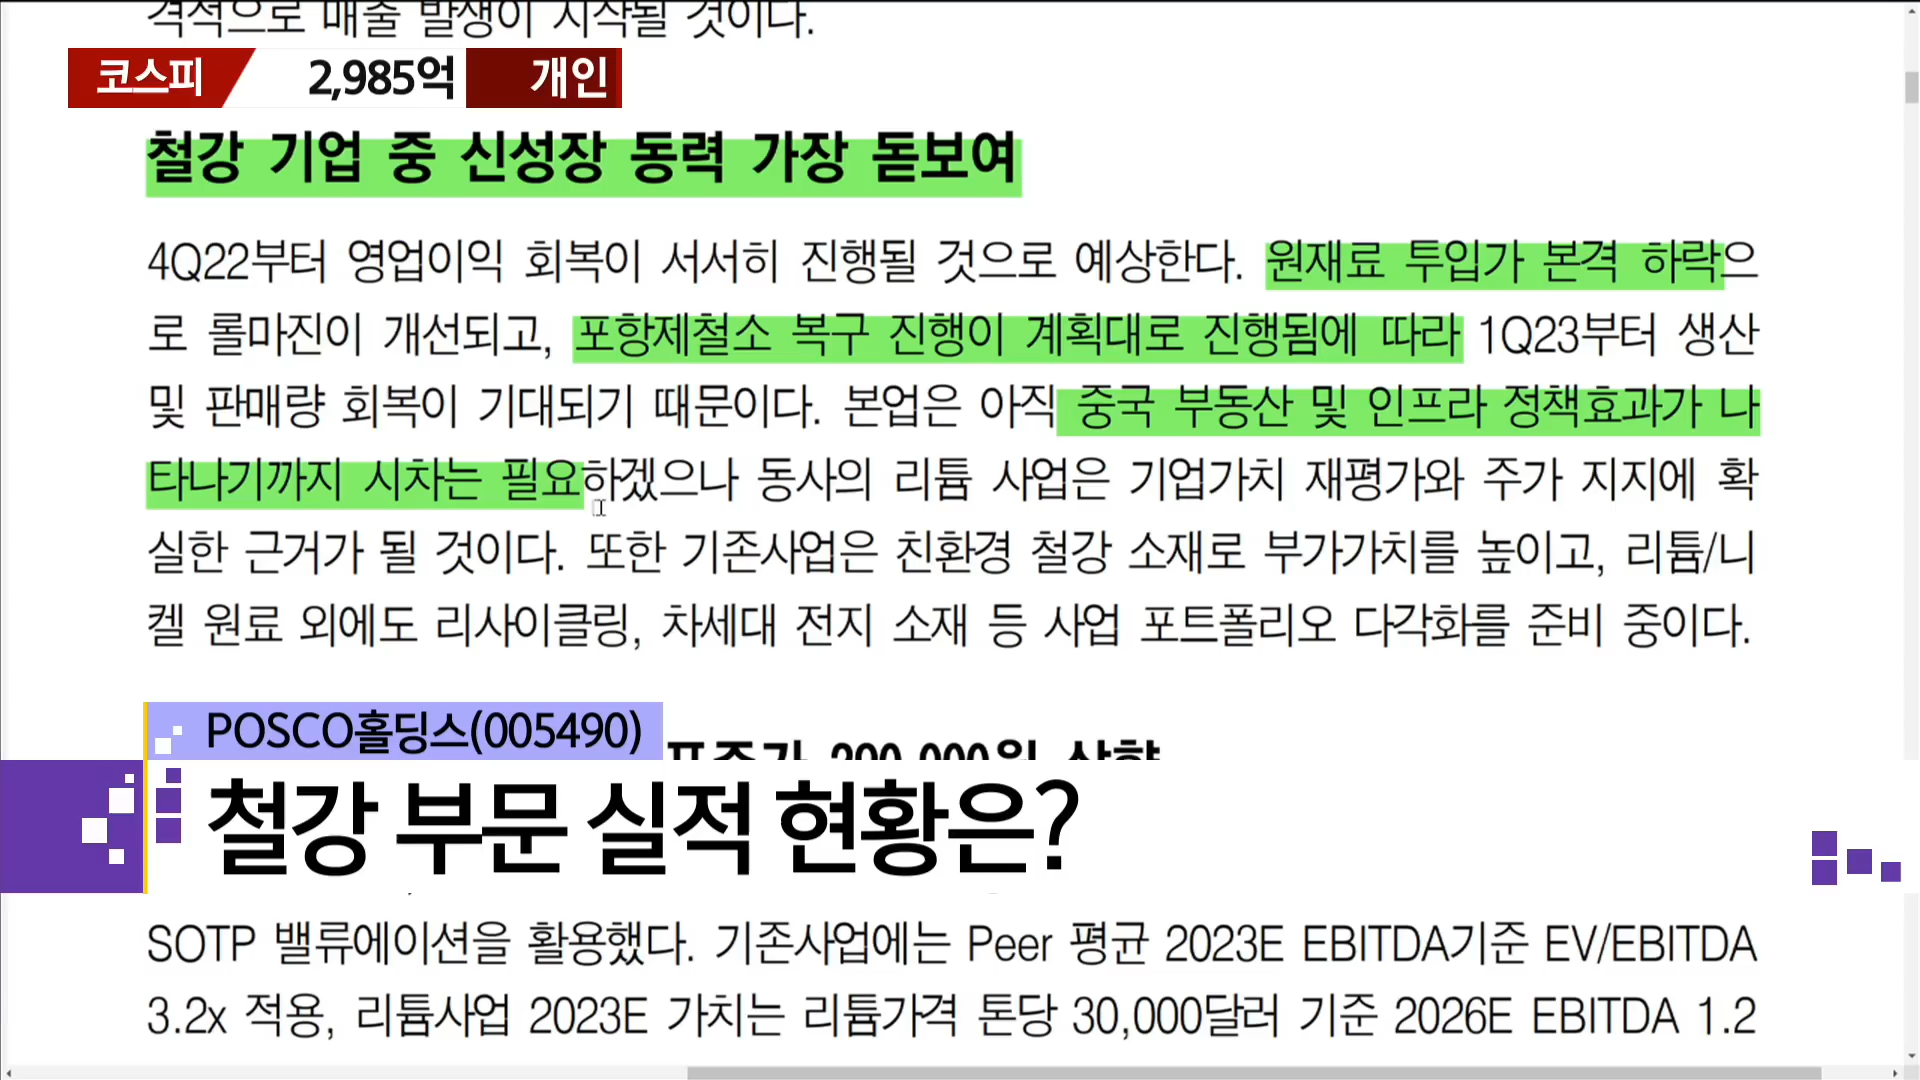 격적으로 매출 발생이 시작될 것이다.
코스피 2,985억 개인
철강 기업 중 신성장 동력 가장 돋보여
4Q22부터 영업이익 회복이 서서히 진행될 것으로 예상한다. 원재료 투입가 본격 하락으
로 롤마진이 개선되고, 포항제철소 복구 진행이 계획대로 진행됨에 따라 1Q23부터 생산
및 판매량 회복이 기대되기 때문이다. 본업은 아직 중국 부동산 및 인프라 정책효과가 나
타나기까지 시차는 필요하겠으나 동사의 리튬 사업은 기업가치 재평가와 주가 지지에 확
실한 근거가 될 것이다. 또한 기존사업은 친환경 철강 소재로 부가가치를 높이고, 리튬/니
켈 원료 외에도 리사이클링, 차세대 전지 소재 등 사업 포트폴리오 다각화를 준비 중이다.
POSCO홀딩스(005490)
철강 부문 실적 현황은?
SOTP 밸류에이션을 활용했다. 기존사업에는 Peer 평균 2023E EBITDA기준 EV/EBITDA
3.2x 적용, 리튬사업 2023E 가치는 리튬가격 톤당 30,000달러 기준 2026E EBITDA 1.2